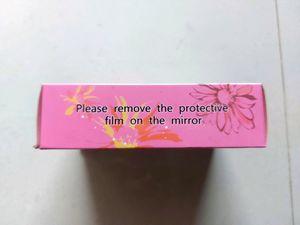 Please remove the protective
film on the mirror.